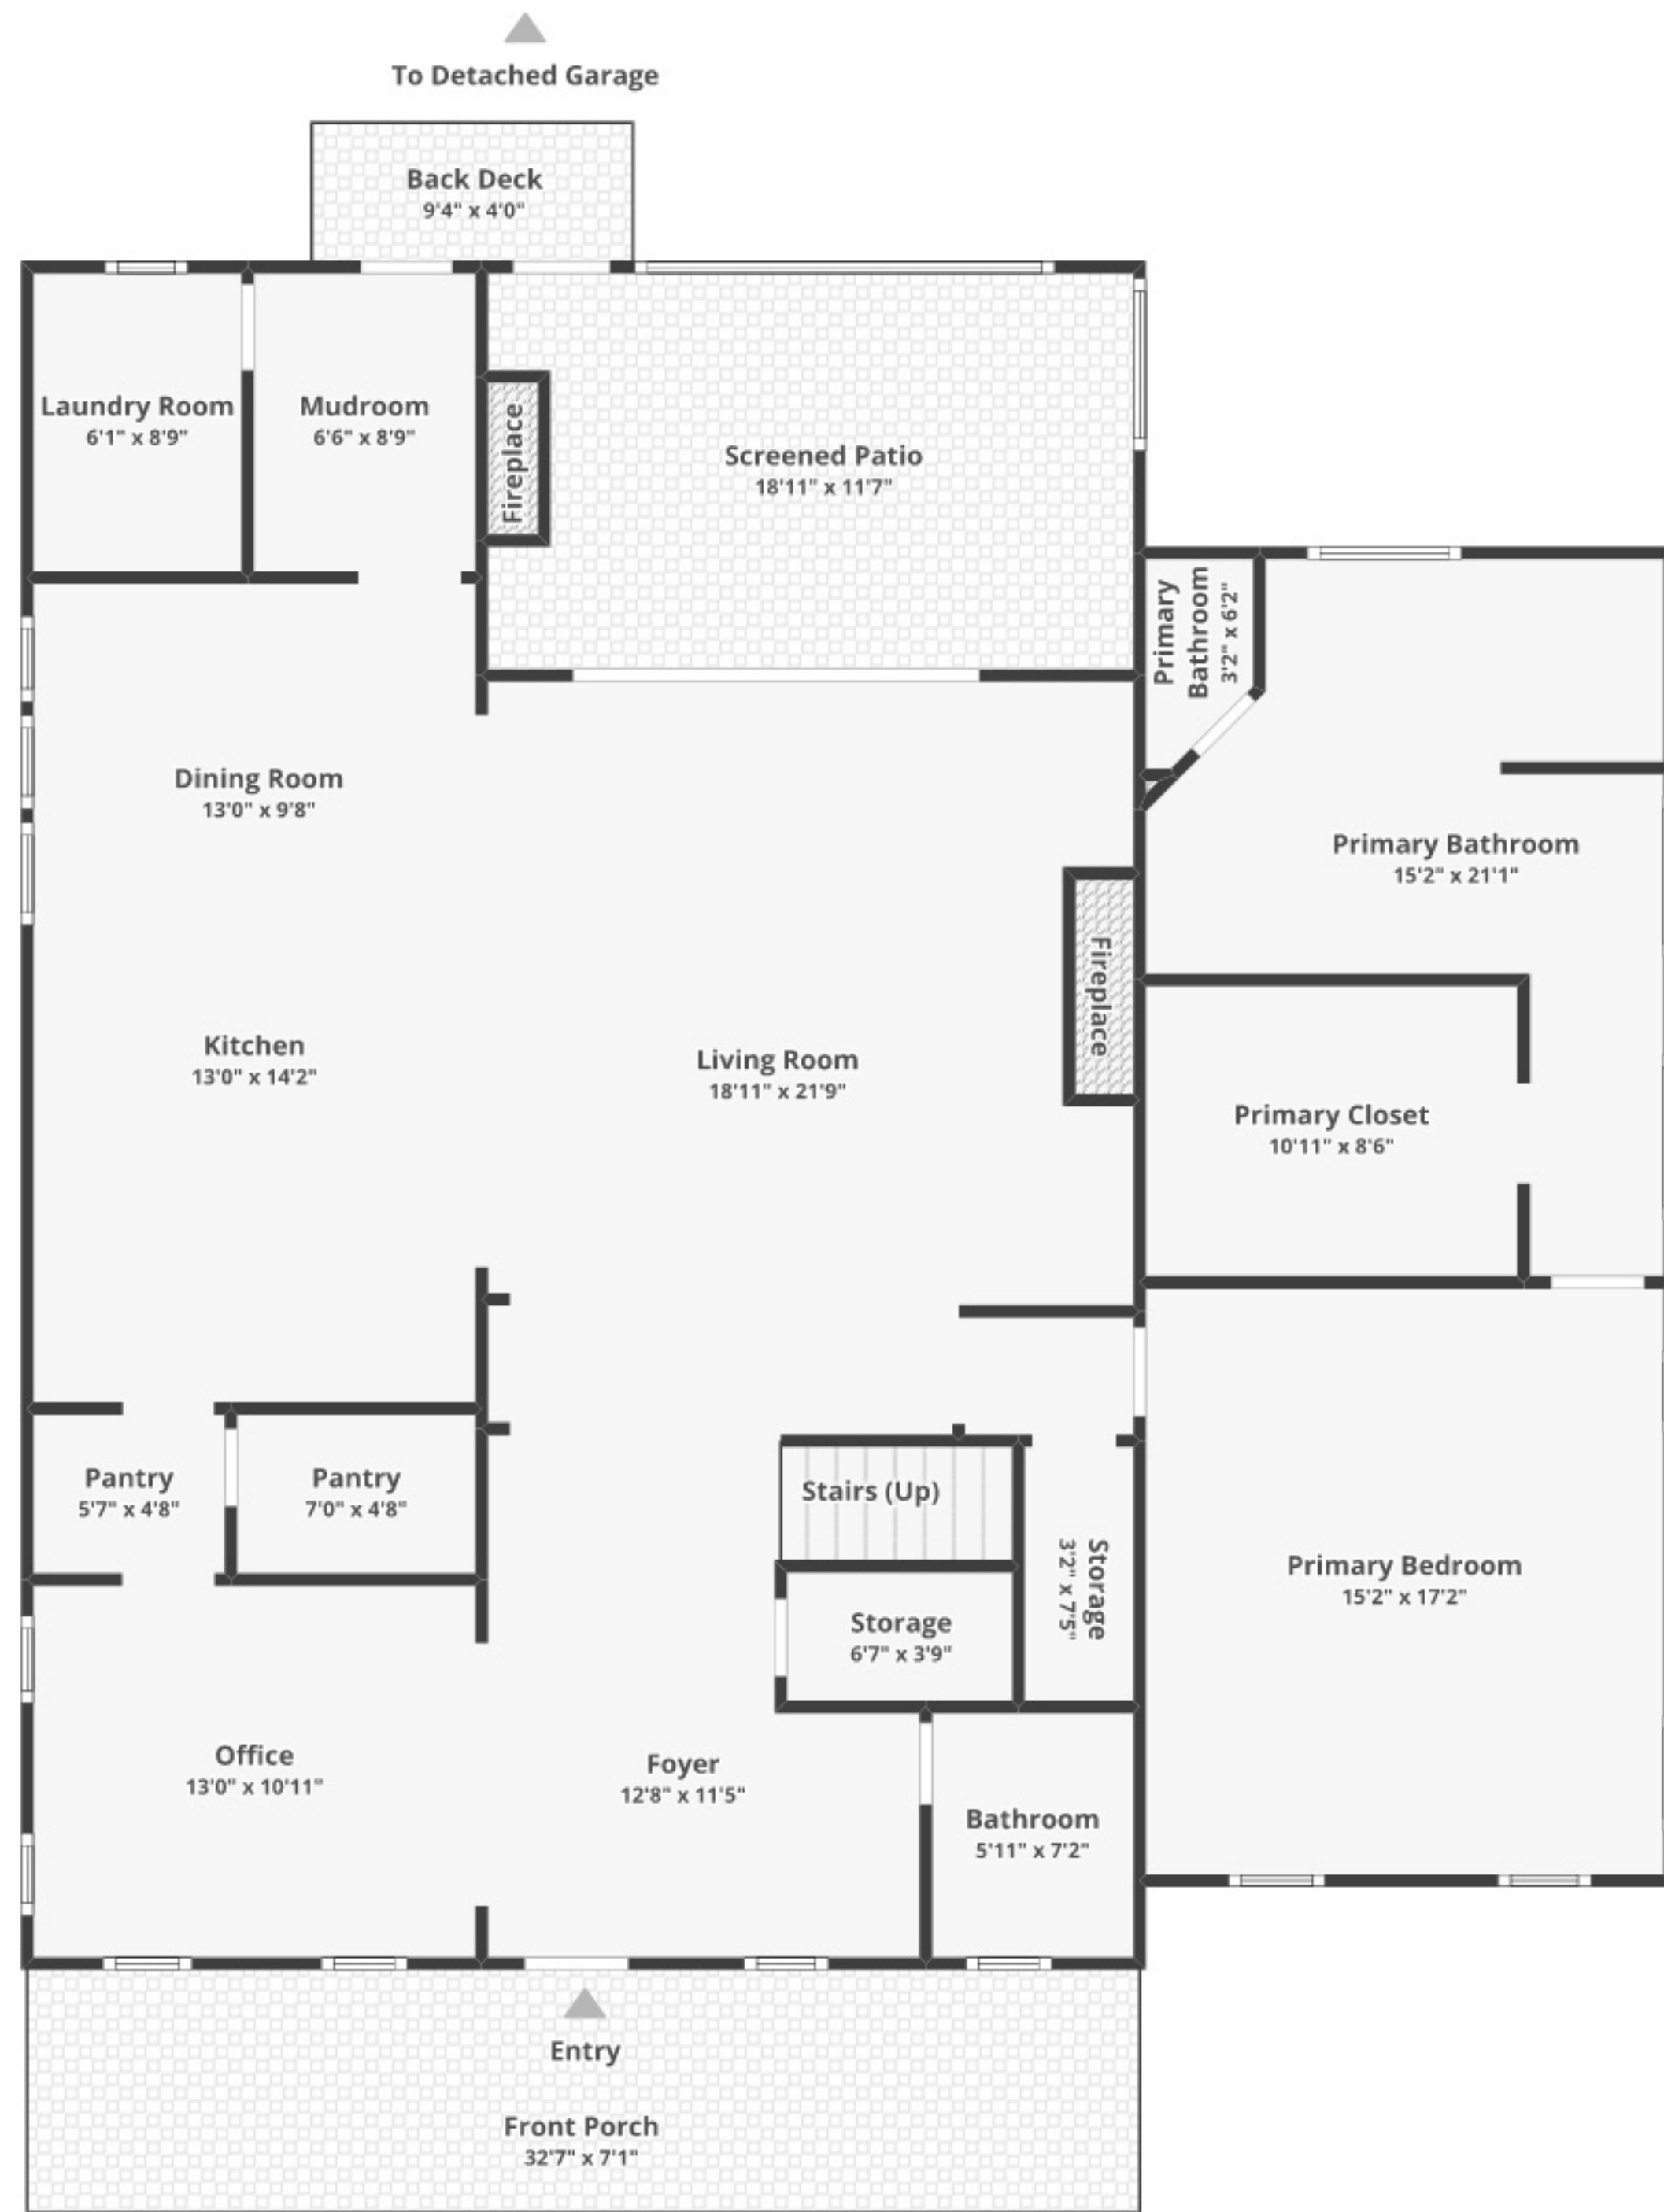 To Detached Garage
Back Deck
9'4" x 4'0"
Laundry Room
6'1" x 8'9"
Mudroom
6'6" x 8'9"
Fireplace
Screened Patio
18'11" x 11'7"
Primary
Bathroom
3'2" x 6'2"
Dining Room
13'0" x 9'8"
Primary Bathroom
15'2" x 21'1"
Fireplace
Kitchen
13'0" x 14'2"
Living Room
18'11" x 21'9"
Primary Closet
10'11" x 8'6"
Pantry
5'7" x 4'8"
Pantry
7'0" x 4'8"
Stairs (Up)
Storage
3'2" x 7'5"
Primary Bedroom
15'2" x 17'2"
Storage
6'7" x 3'9"
Office
13'0" x 10'11"
Foyer
12'8" x 11'5"
Bathroom
5'11" x 7'2"
Entry
Front Porch
32'7" x 7'1"